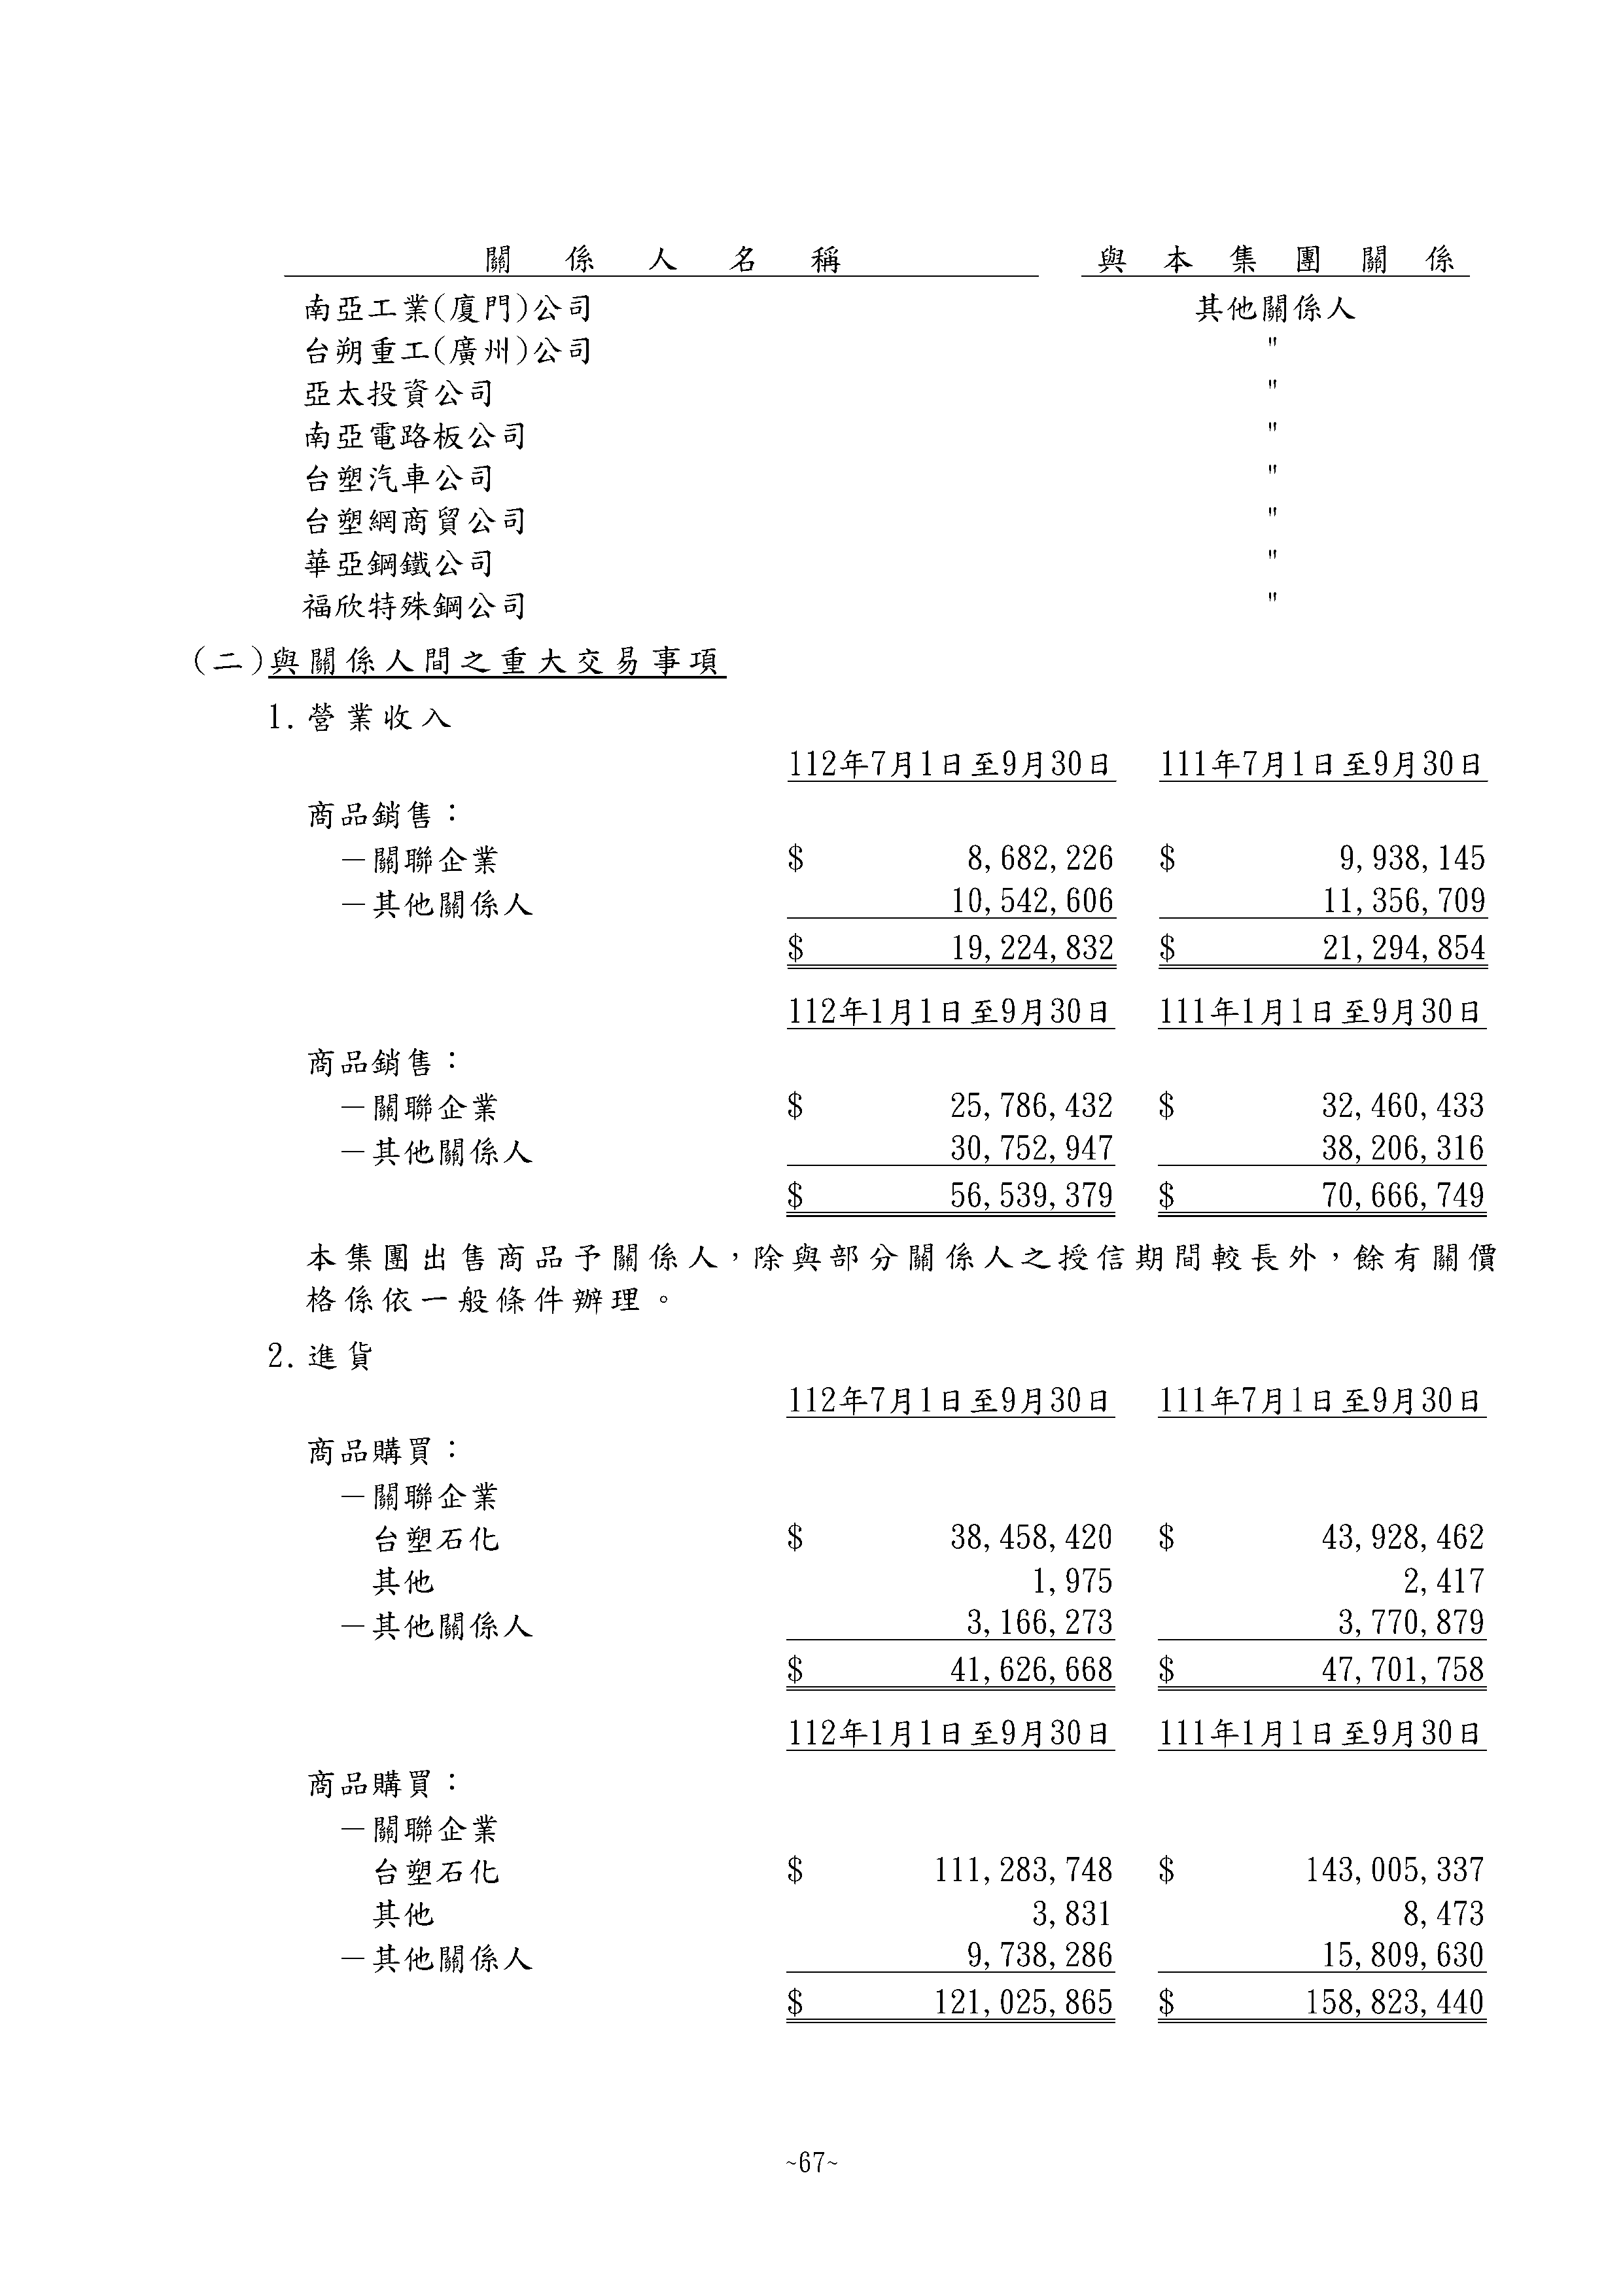 關係人名稱 與本集團關係
南亞工業(廈門)公司 其他關係人
台朔重工(廣州)公司 "
亞太投資公司 "
南亞電路板公司 "
台塑汽車公司 "
台塑網商貿公司 "
華亞鋼鐵公司 "
福欣特殊鋼公司 "
(二)與關係人間之重大交易事項
1.營業收入
112年7月1日至9月30日 111年7月1日至9月30日
商品銷售：
－關聯企業 $ 8,682,226 $ 9,938,145
－其他關係人 10,542,606 11,356,709
$ 19,224,832 $ 21,294,854
112年1月1日至9月30日 111年1月1日至9月30日
商品銷售：
－關聯企業 $ 25,786,432 $ 32,460,433
－其他關係人 30,752,947 38,206,316
$ 56,539,379 $ 70,666,749
本集團出售商品予關係人，除與部分關係人之授信期間較長外，餘有關價
格係依一般條件辦理。
2.進貨
112年7月1日至9月30日 111年7月1日至9月30日
商品購買：
－關聯企業
台塑石化 $ 38,458,420 $ 43,928,462
其他 1,975 2,417
－其他關係人 3,166,273 3,770,879
$ 41,626,668 $ 47,701,758
112年1月1日至9月30日 111年1月1日至9月30日
商品購買：
－關聯企業
台塑石化 $ 111,283,748 $ 143,005,337
其他 3,831 8,473
－其他關係人 9,738,286 15,809,630
$ 121,025,865 $ 158,823,440
~67~